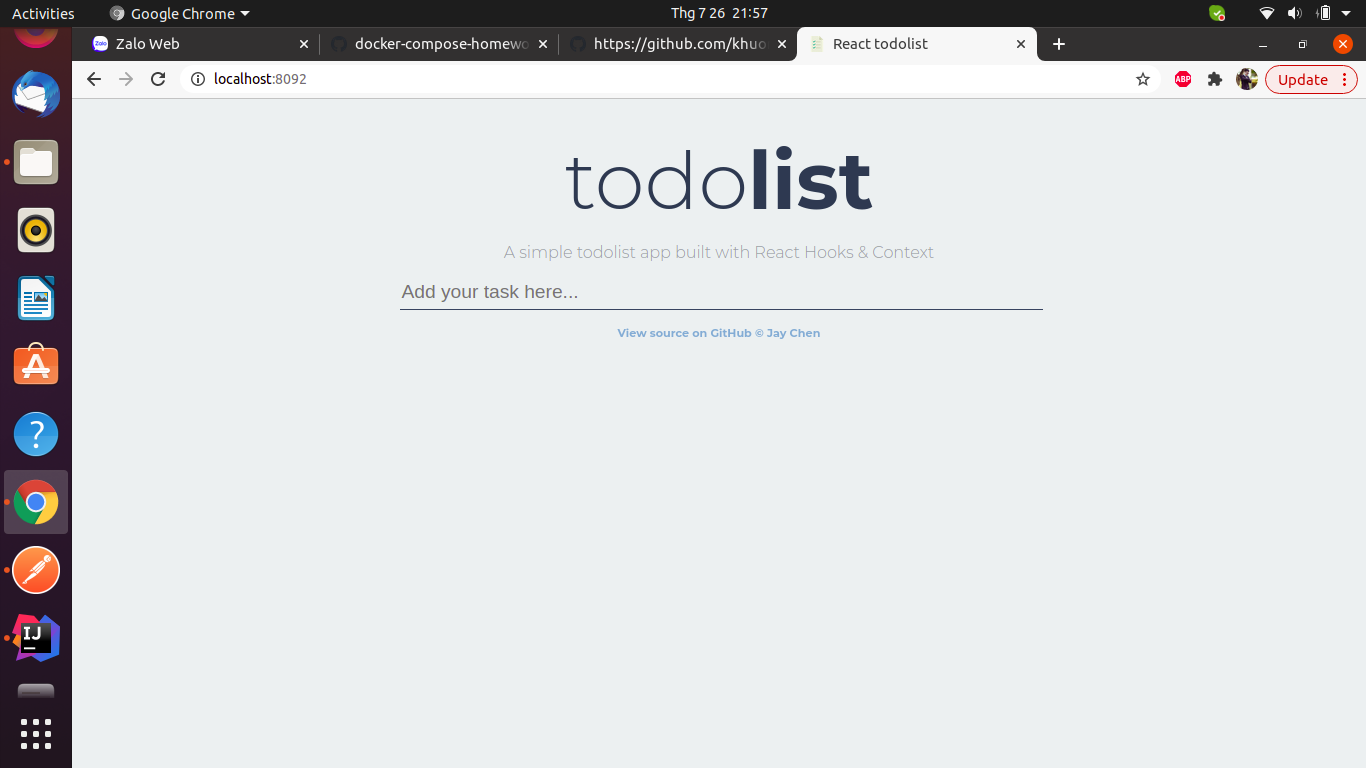 Activities Google Chrome Thg 7 26 21:57
Zalo Web docker-compose-homewo https://github.com/khuo React todolist
localhost:8092 ABP Update
todolist
A simple todolist app built with React Hooks & Context
Add your task here...
View source on GitHub © Jay Chen
IJ